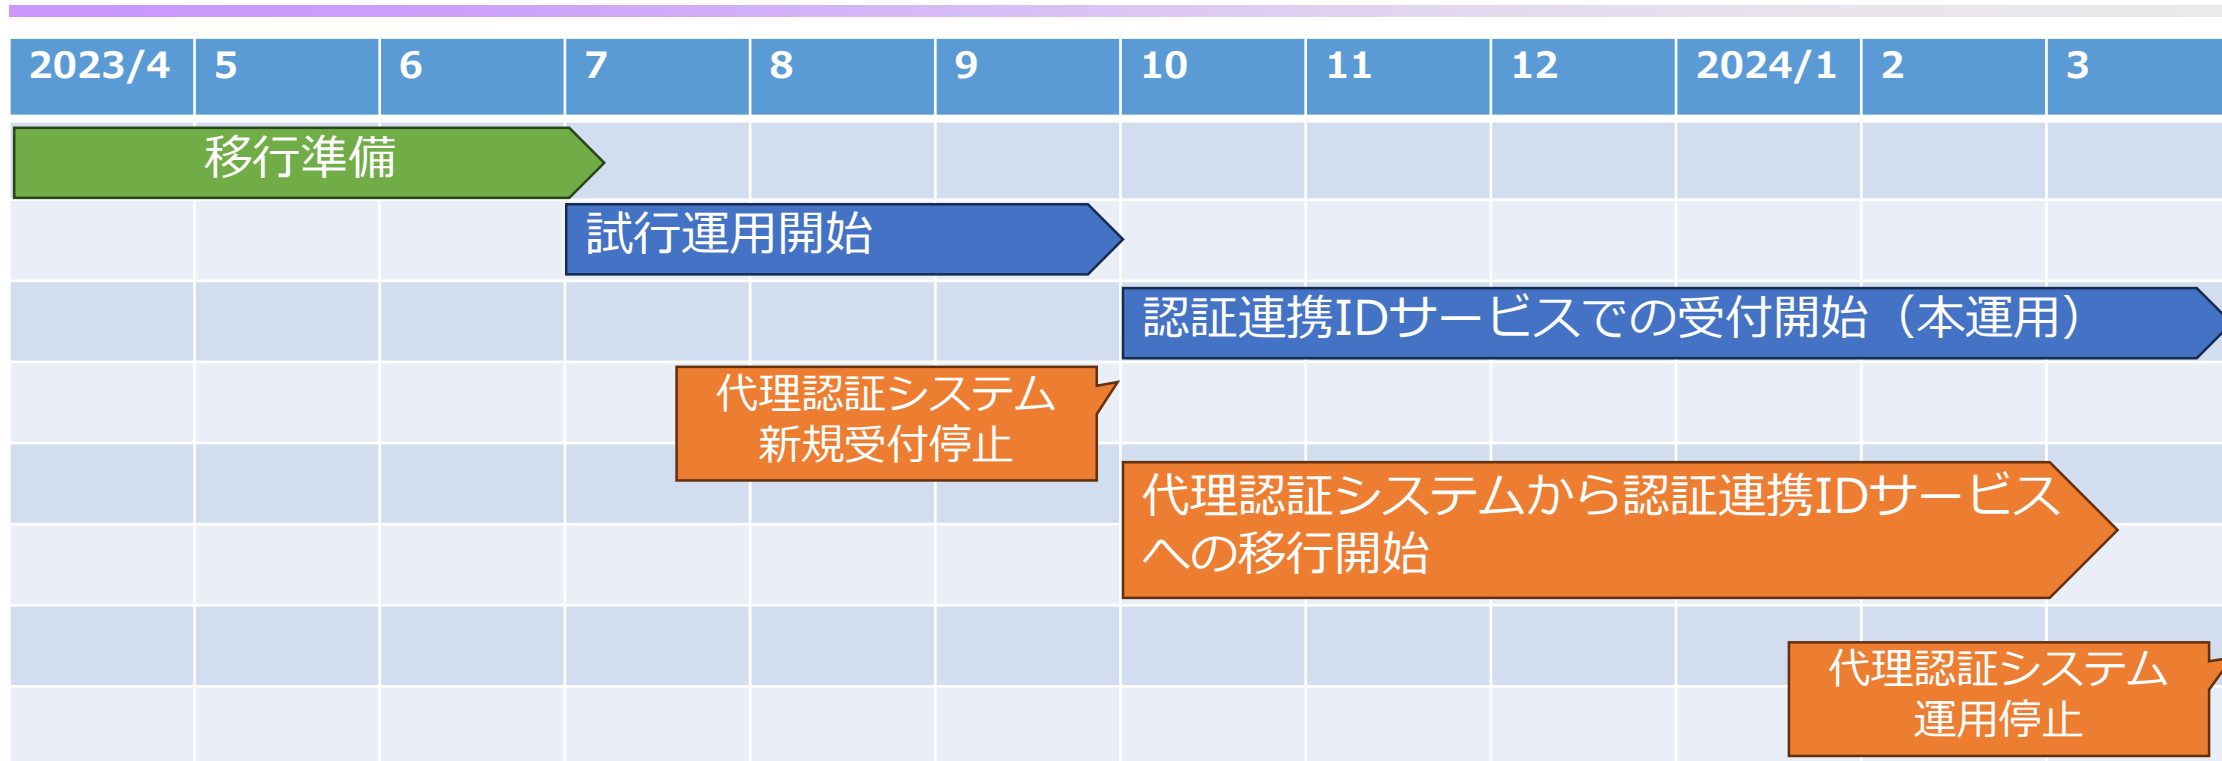 2023/4 5 6 7 8 9 10 11 12 2024/1 2 3
移行準備
試行運用開始
認証連携IDサービスでの受付開始（本運用）
代理認証システム
新規受付停止
代理認証システムから認証連携IDサービス
への移行開始
代理認証システム
運用停止